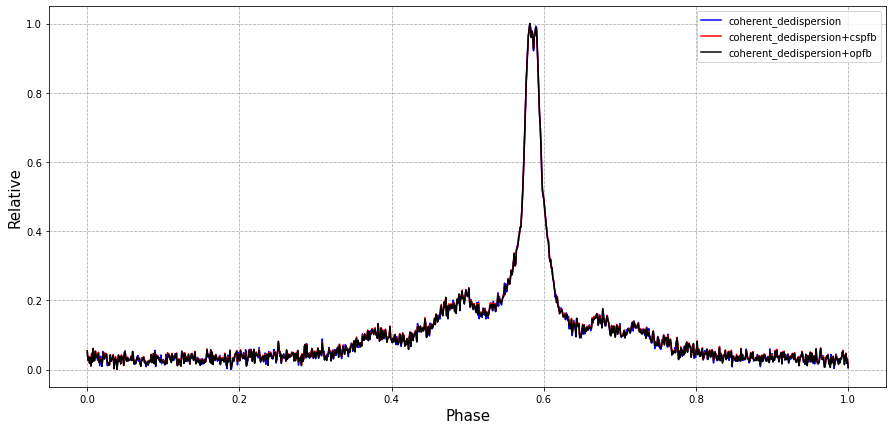 coherent_dedispersion
coherent_dedispersion+cspfb
coherent_dedispersion+opfb
1.0
0.8
0.6
0.4
0.2
0.0
Relative
0.0 0.2 0.4 0.6 0.8 1.0
Phase